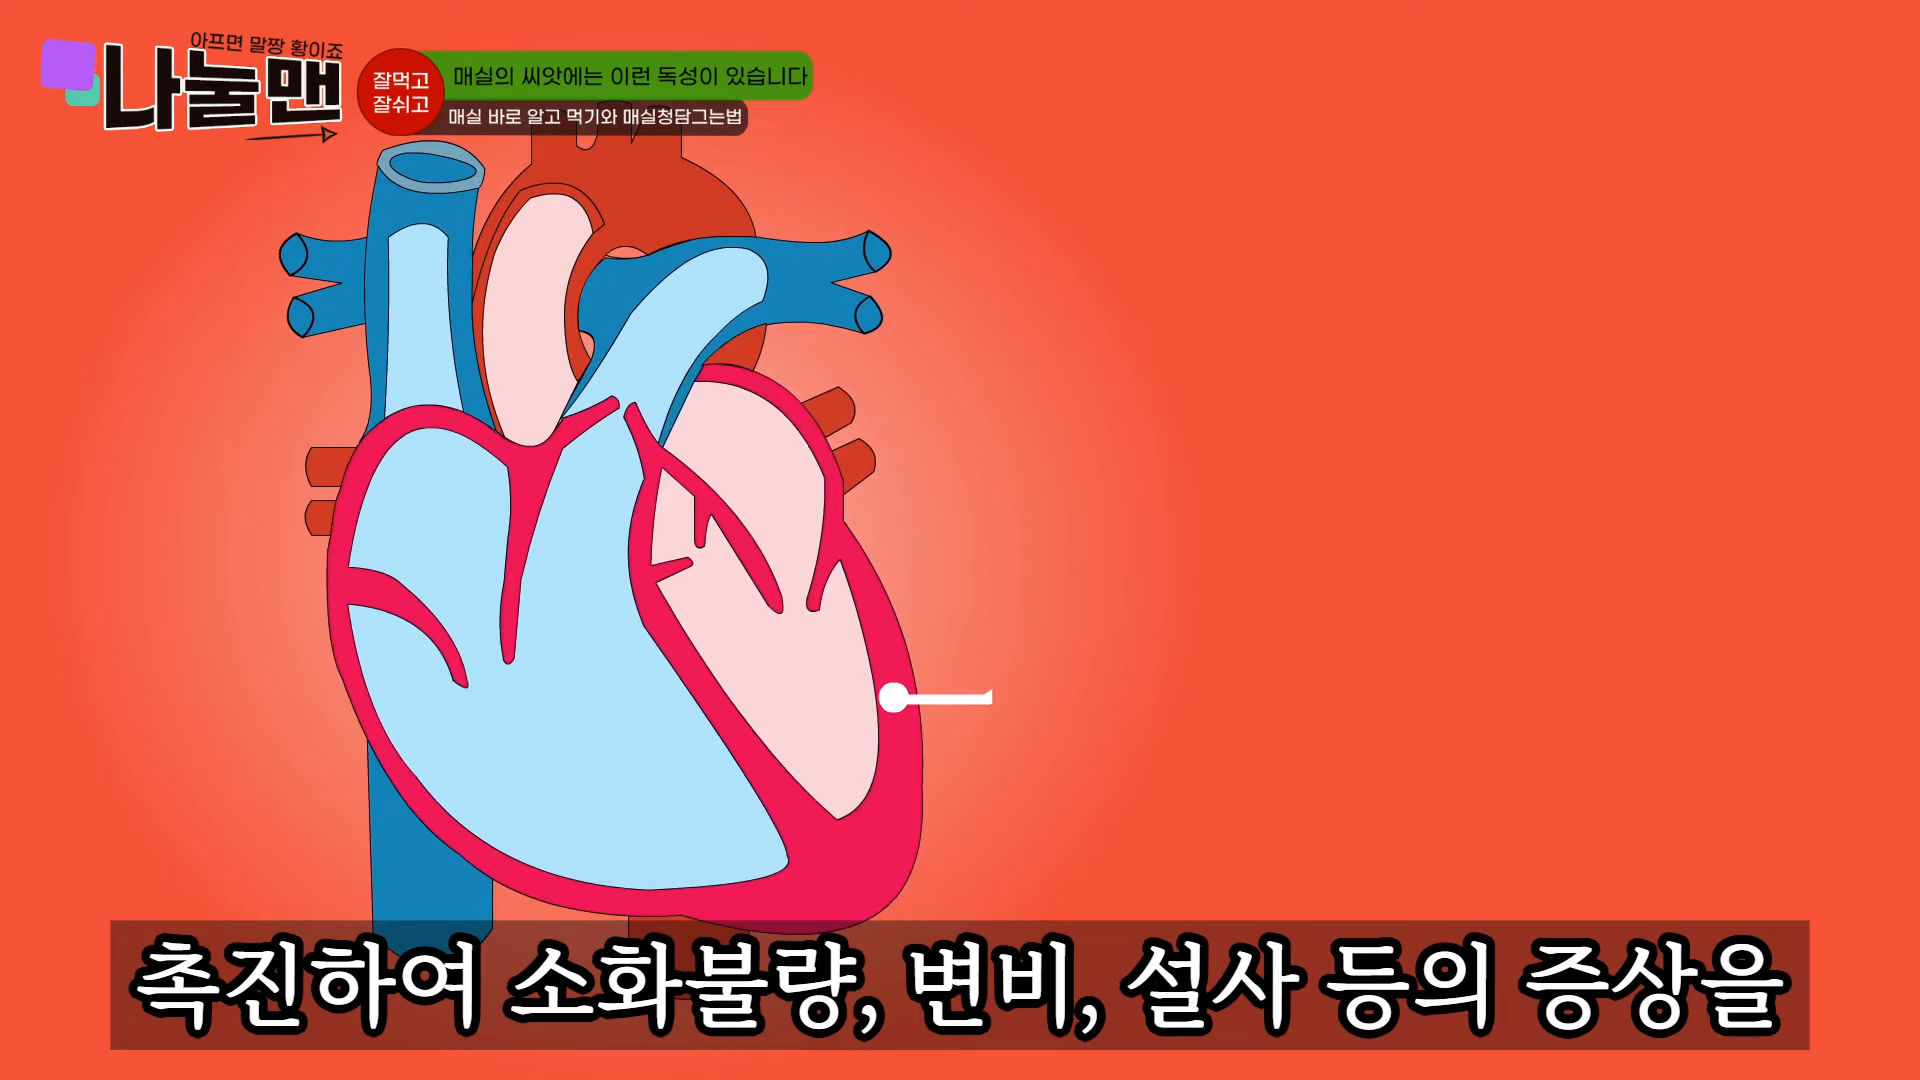 아프면 말짱 황이죠
나눌맨
잘먹고
잘쉬고
매실의 씨앗에는 이런 독성이 있습니다
매실 바로 알고 먹기와 매실청담그는법
촉진하여 소화불량, 변비, 설사 등의 증상을